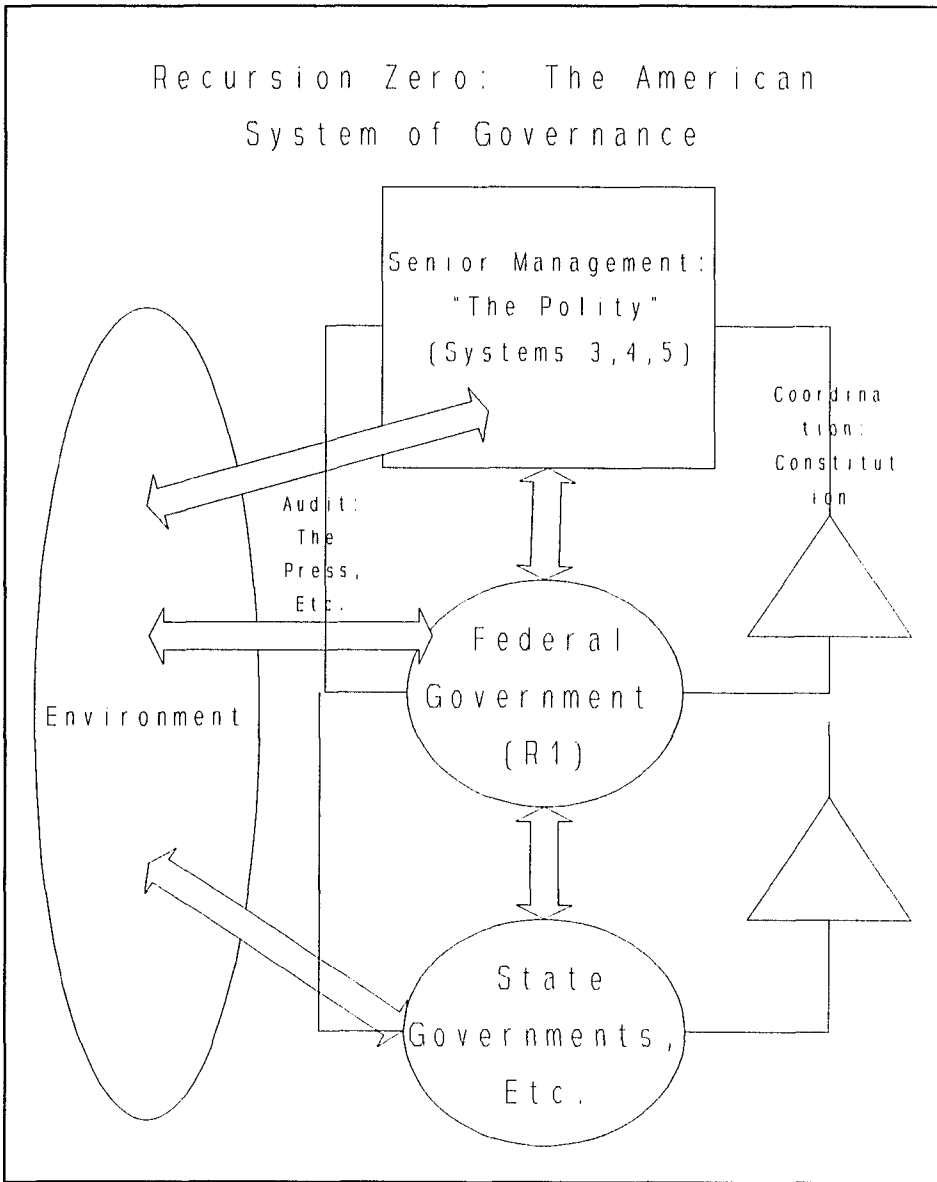 Recursion Zero: The American
System of Governance
Senior Management:
"The Polity"
(Systems 3,4,5)
Coordina
tion:
Constitut
ion
Audit:
The
Press,
Etc.
Environment
Federal
Government
(R1)
State
Governments,
Etc.